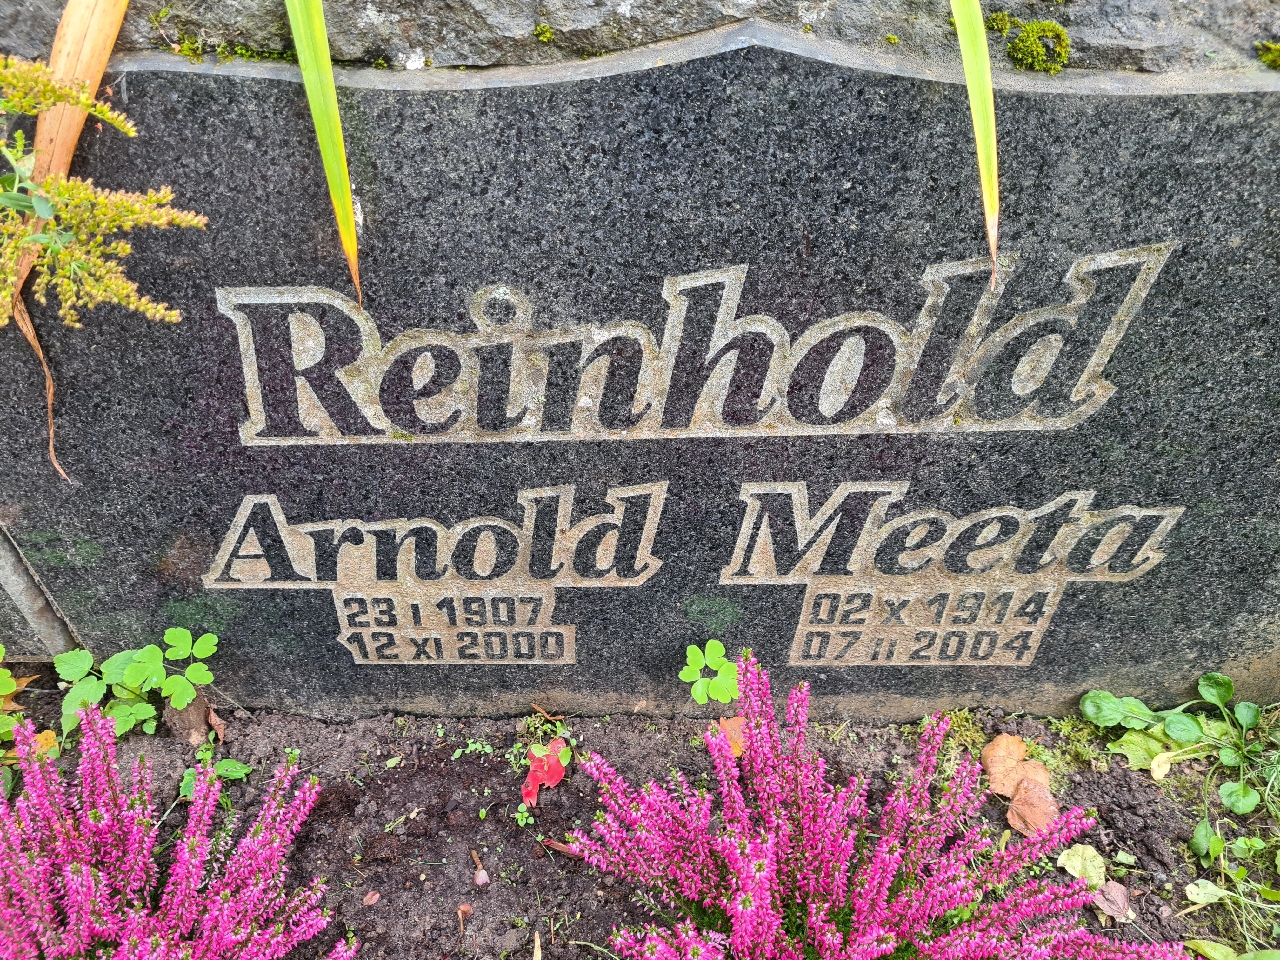 Reinhold
Arnold Meeta
23 I 1907 02 X 1914
12 XI 2000 07 II 2004